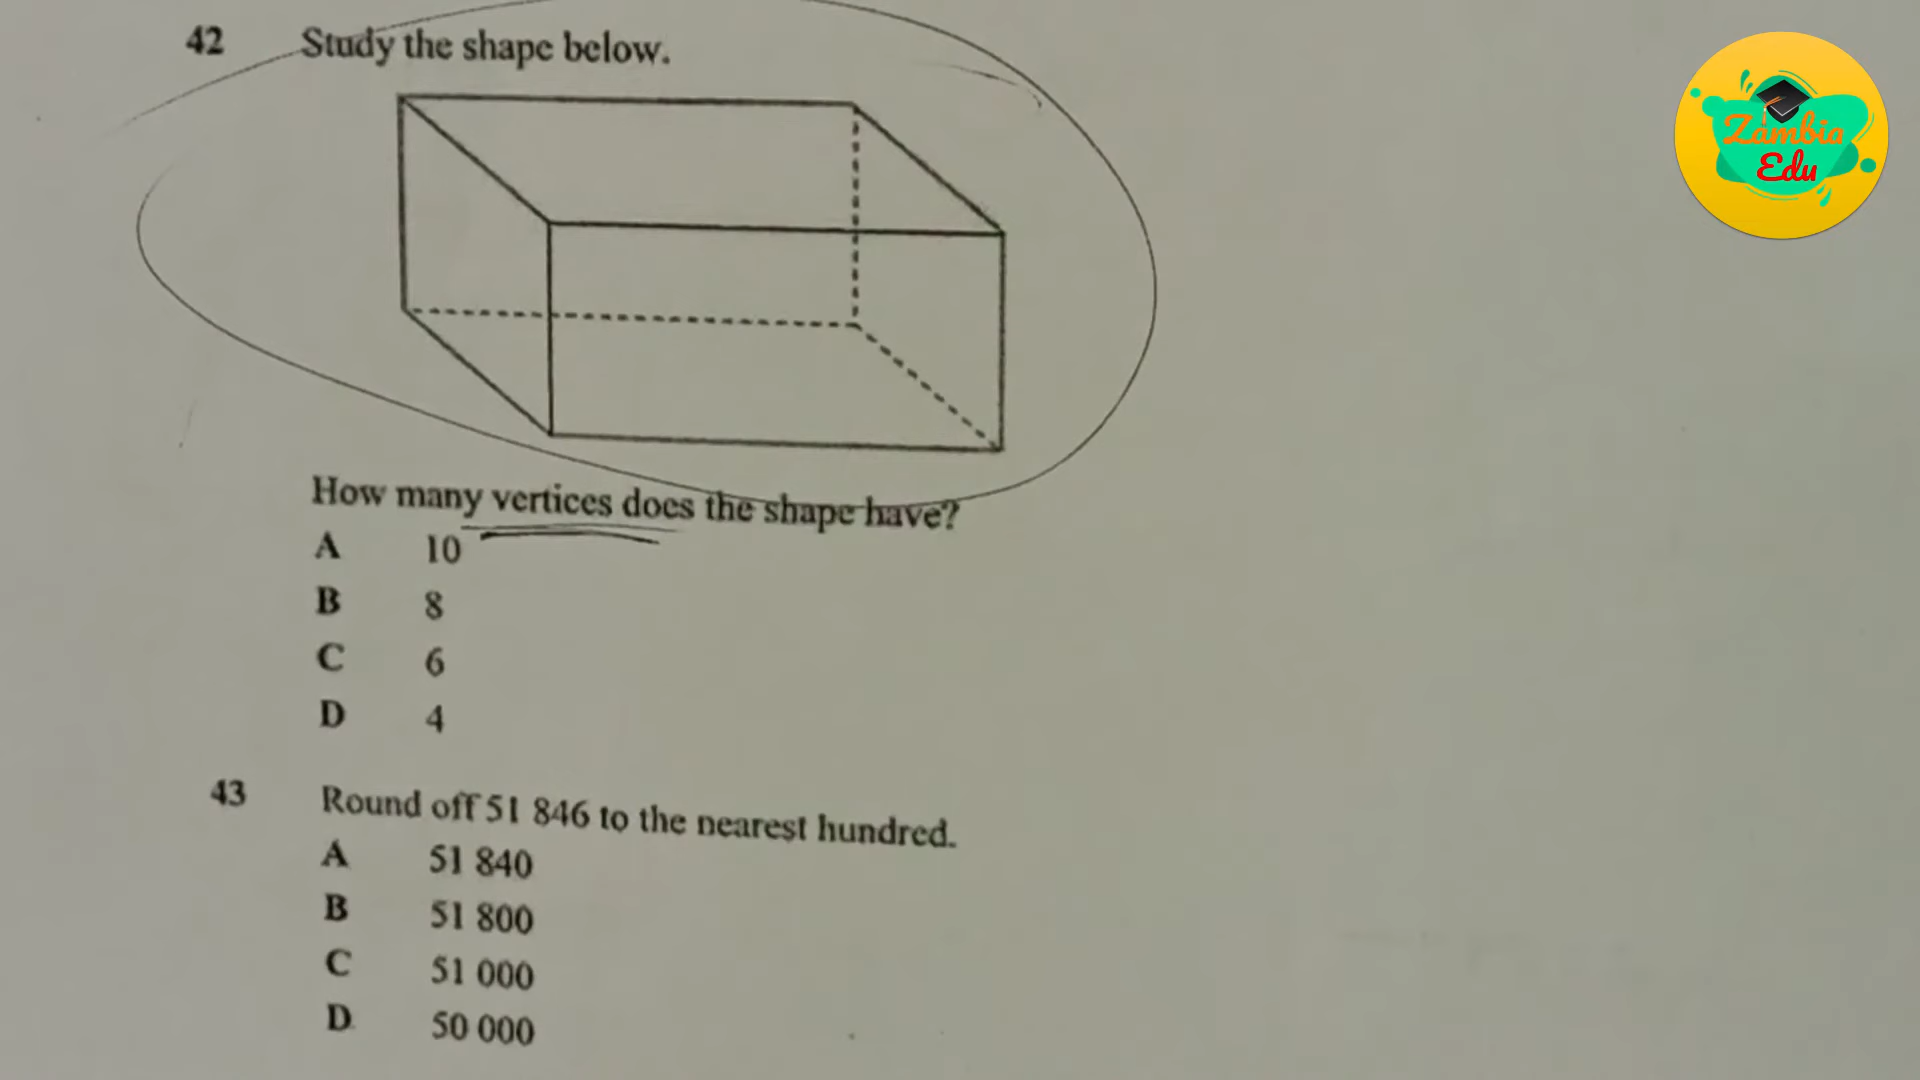 42 Study the shape below.
How many vertices does the shape have?
A 10
B 8
C 6
D 4
43 Round off 51 846 to the nearest hundred.
A 51 840
B 51 800
C 51 000
D 50 000
Zambia
Edu